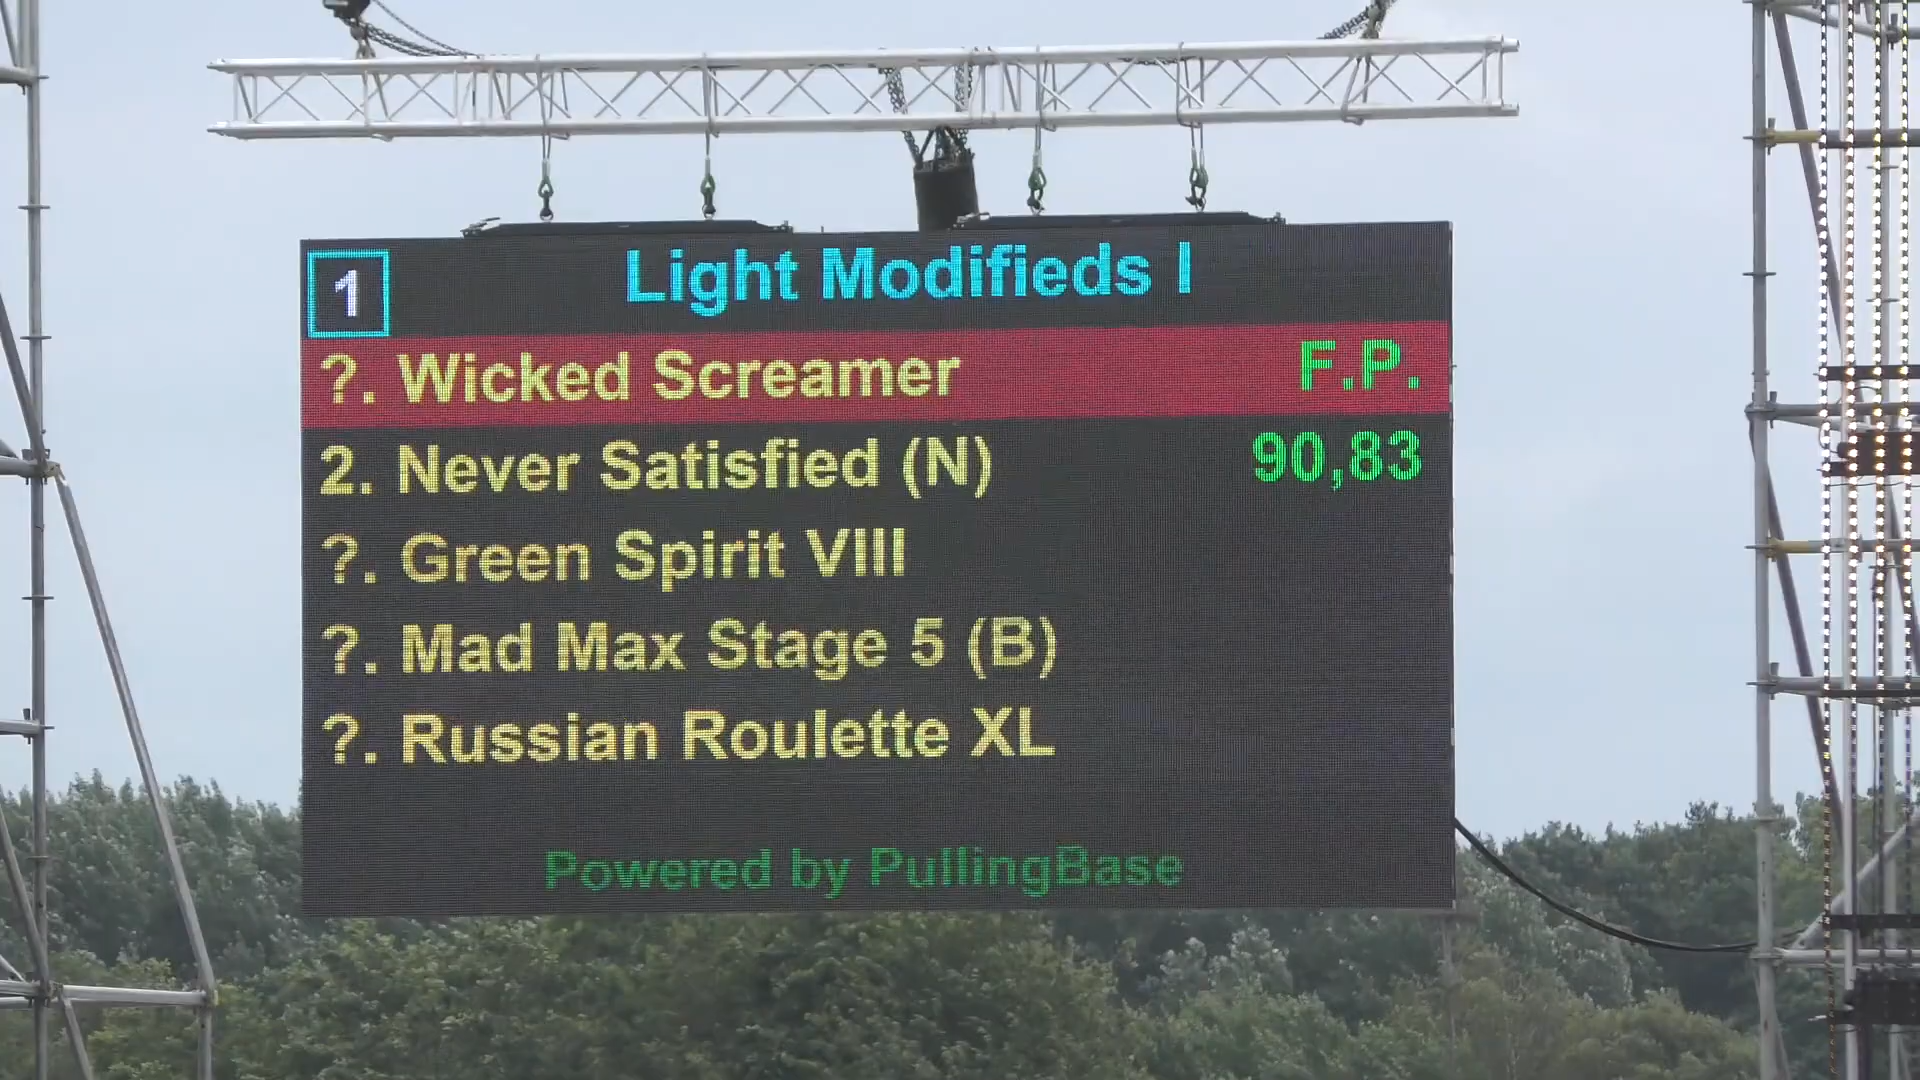 1 Light Modifieds I
?. Wicked Screamer F.P.
2. Never Satisfied (N) 90,83
?. Green Spirit VIII
?. Mad Max Stage 5 (B)
?. Russian Roulette XL
Powered by PullingBase